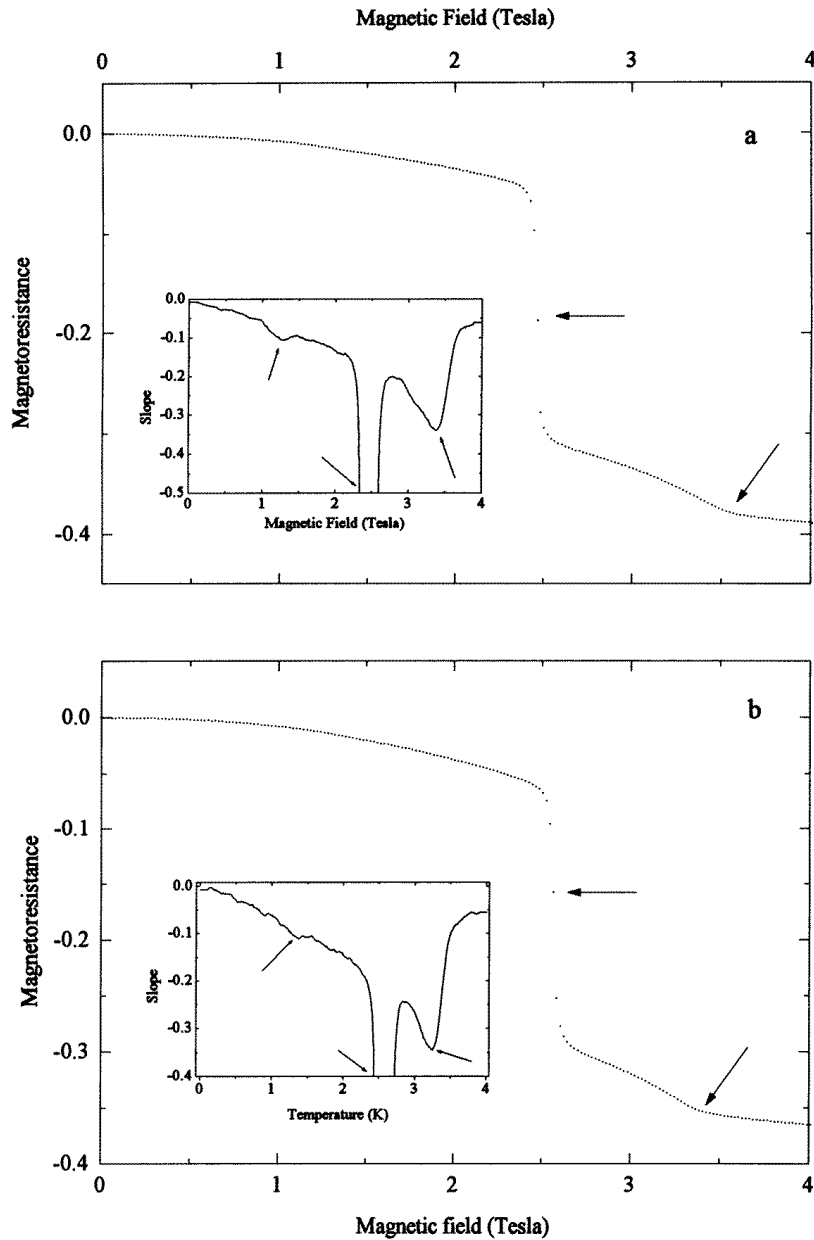 Magnetic Field (Tesla)
0 1 2 3 4
a
0.0
-0.2
-0.4
Magnetoresistance
0.0
-0.1
-0.2
-0.3
-0.4
-0.5
Slope
0 1 2 3 4
Magnetic Field (Tesla)
b
0.0
-0.1
-0.2
-0.3
-0.4
Magnetoresistance
0.0
-0.1
-0.2
-0.3
-0.4
Slope
0 1 2 3 4
Temperature (K)
0 1 2 3 4
Magnetic field (Tesla)